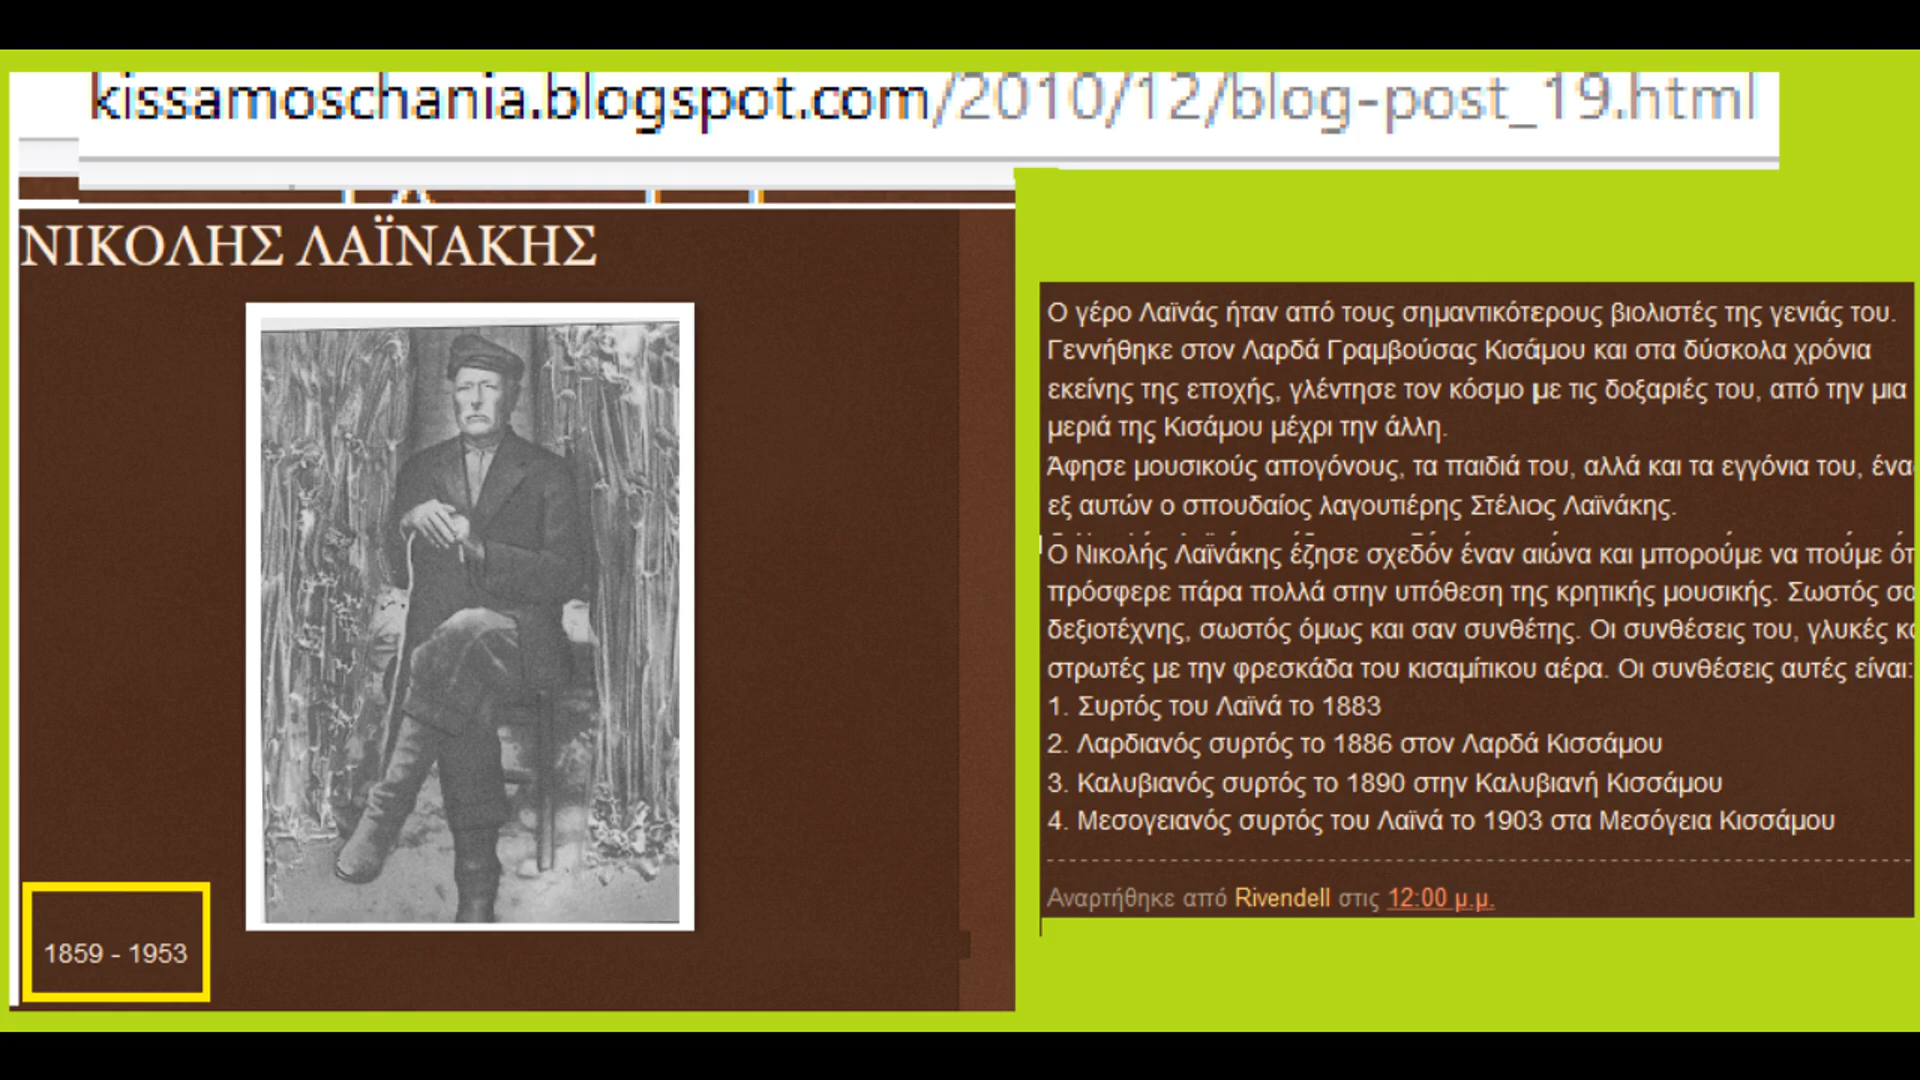 kissamoschania.blogspot.com/2010/12/blog-post_19.html
ΝΙΚΟΛΗΣ ΛΑΪΝΑΚΗΣ
1859 - 1953
Ο γέρο Λαϊνάς ήταν από τους σημαντικότερους βιολιστές της γενιάς του.
Γεννήθηκε στον Λαρδά Γραμβούσας Κισάμου και στα δύσκολα χρόνια
εκείνης της εποχής, γλέντησε τον κόσμο με τις δοξαριές του, από την μια
μεριά της Κισάμου μέχρι την άλλη.
Άφησε μουσικούς απογόνους, τα παιδιά του, αλλά και τα εγγόνια του, ένα
εξ αυτών ο σπουδαίος λαγουτιέρης Στέλιος Λαϊνάκης.
Ο Νικολής Λαϊνάκης έζησε σχεδόν έναν αιώνα και μπορούμε να πούμε ότ
πρόσφερε πάρα πολλά στην υπόθεση της κρητικής μουσικής. Σωστός σα
δεξιοτέχνης, σωστός όμως και σαν συνθέτης. Οι συνθέσεις του, γλυκές κα
στρωτές με την φρεσκάδα του κισαμίτικου αέρα. Οι συνθέσεις αυτές είναι:
1. Συρτός του Λαϊνά το 1883
2. Λαρδιανός συρτός το 1886 στον Λαρδά Κισσάμου
3. Καλυβιανός συρτός το 1890 στην Καλυβιανή Κισσάμου
4. Μεσογειανός συρτός του Λαϊνά το 1903 στα Μεσόγεια Κισσάμου
Αναρτήθηκε από Rivendell στις 12:00 μ.μ.